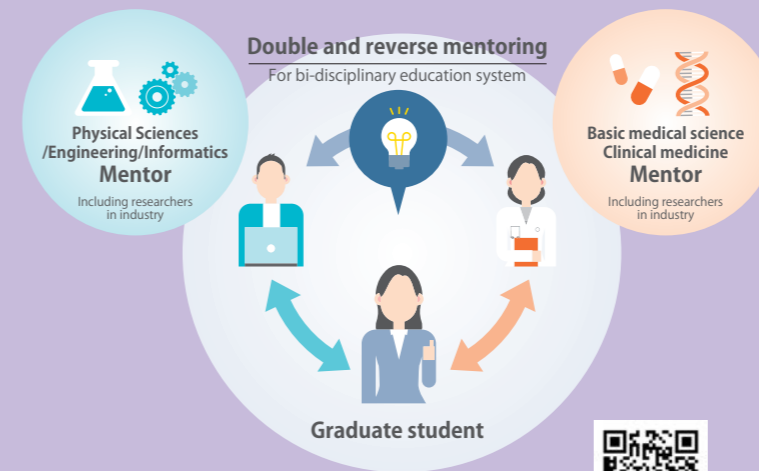 Double and reverse mentoring
For bi-disciplinary education system
Physical Sciences
/Engineering/Informatics
Mentor
Including researchers
in industry
Basic medical science
Clinical medicine
Mentor
Including researchers
in industry
Graduate student